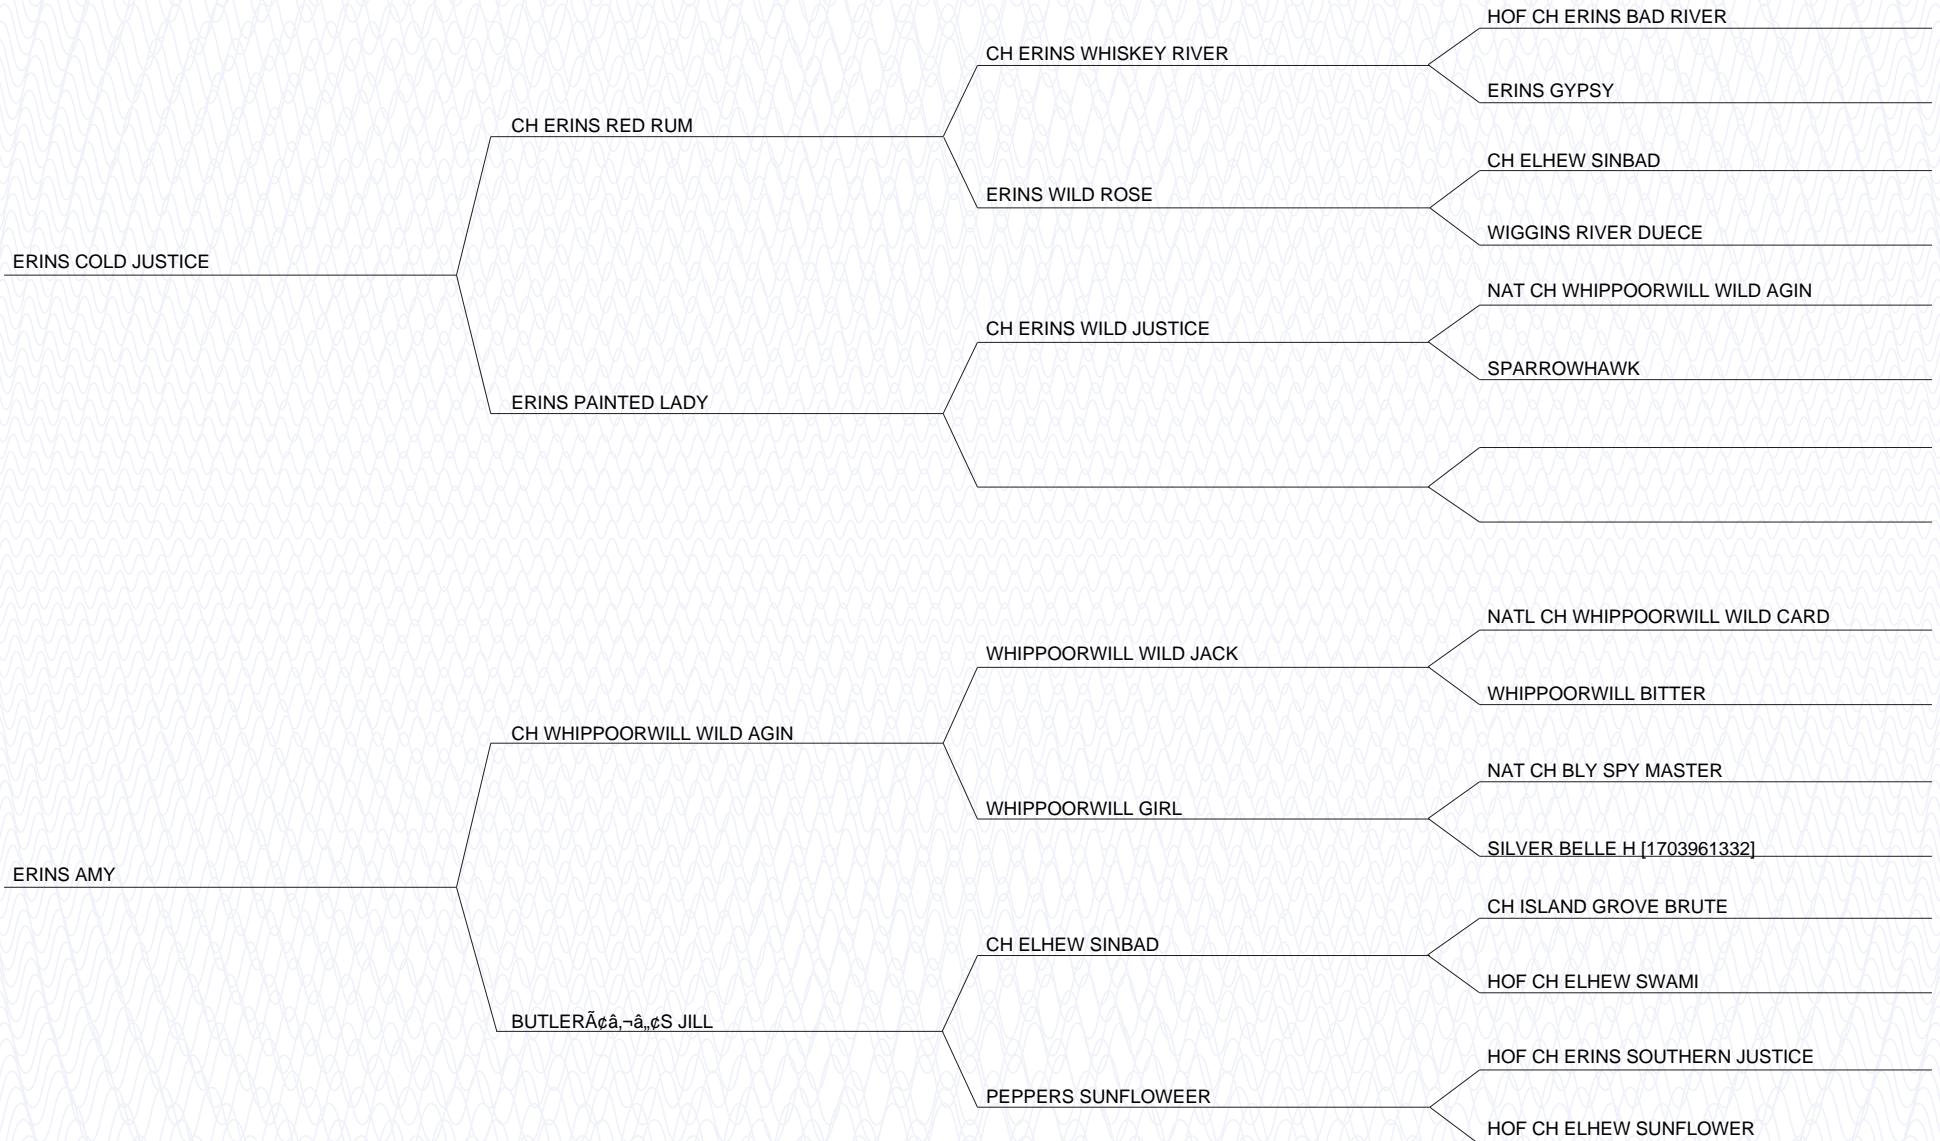 HOF CH ERINS BAD RIVER
CH ERINS WHISKEY RIVER
ERINS GYPSY
CH ERINS RED RUM
CH ELHEW SINBAD
ERINS WILD ROSE
WIGGINS RIVER DUECE
ERINS COLD JUSTICE
NAT CH WHIPPOORWILL WILD AGIN
CH ERINS WILD JUSTICE
SPARROWHAWK
ERINS PAINTED LADY
NATL CH WHIPPOORWILL WILD CARD
WHIPPOORWILL WILD JACK
WHIPPOORWILL BITTER
CH WHIPPOORWILL WILD AGIN
NAT CH BLY SPY MASTER
WHIPPOORWILL GIRL
SILVER BELLE H [1703961332]
ERINS AMY
CH ISLAND GROVE BRUTE
CH ELHEW SINBAD
HOF CH ELHEW SWAMI
BUTLERÃ¢â‚¬â„¢S JILL
HOF CH ERINS SOUTHERN JUSTICE
PEPPERS SUNFLOWEER
HOF CH ELHEW SUNFLOWER